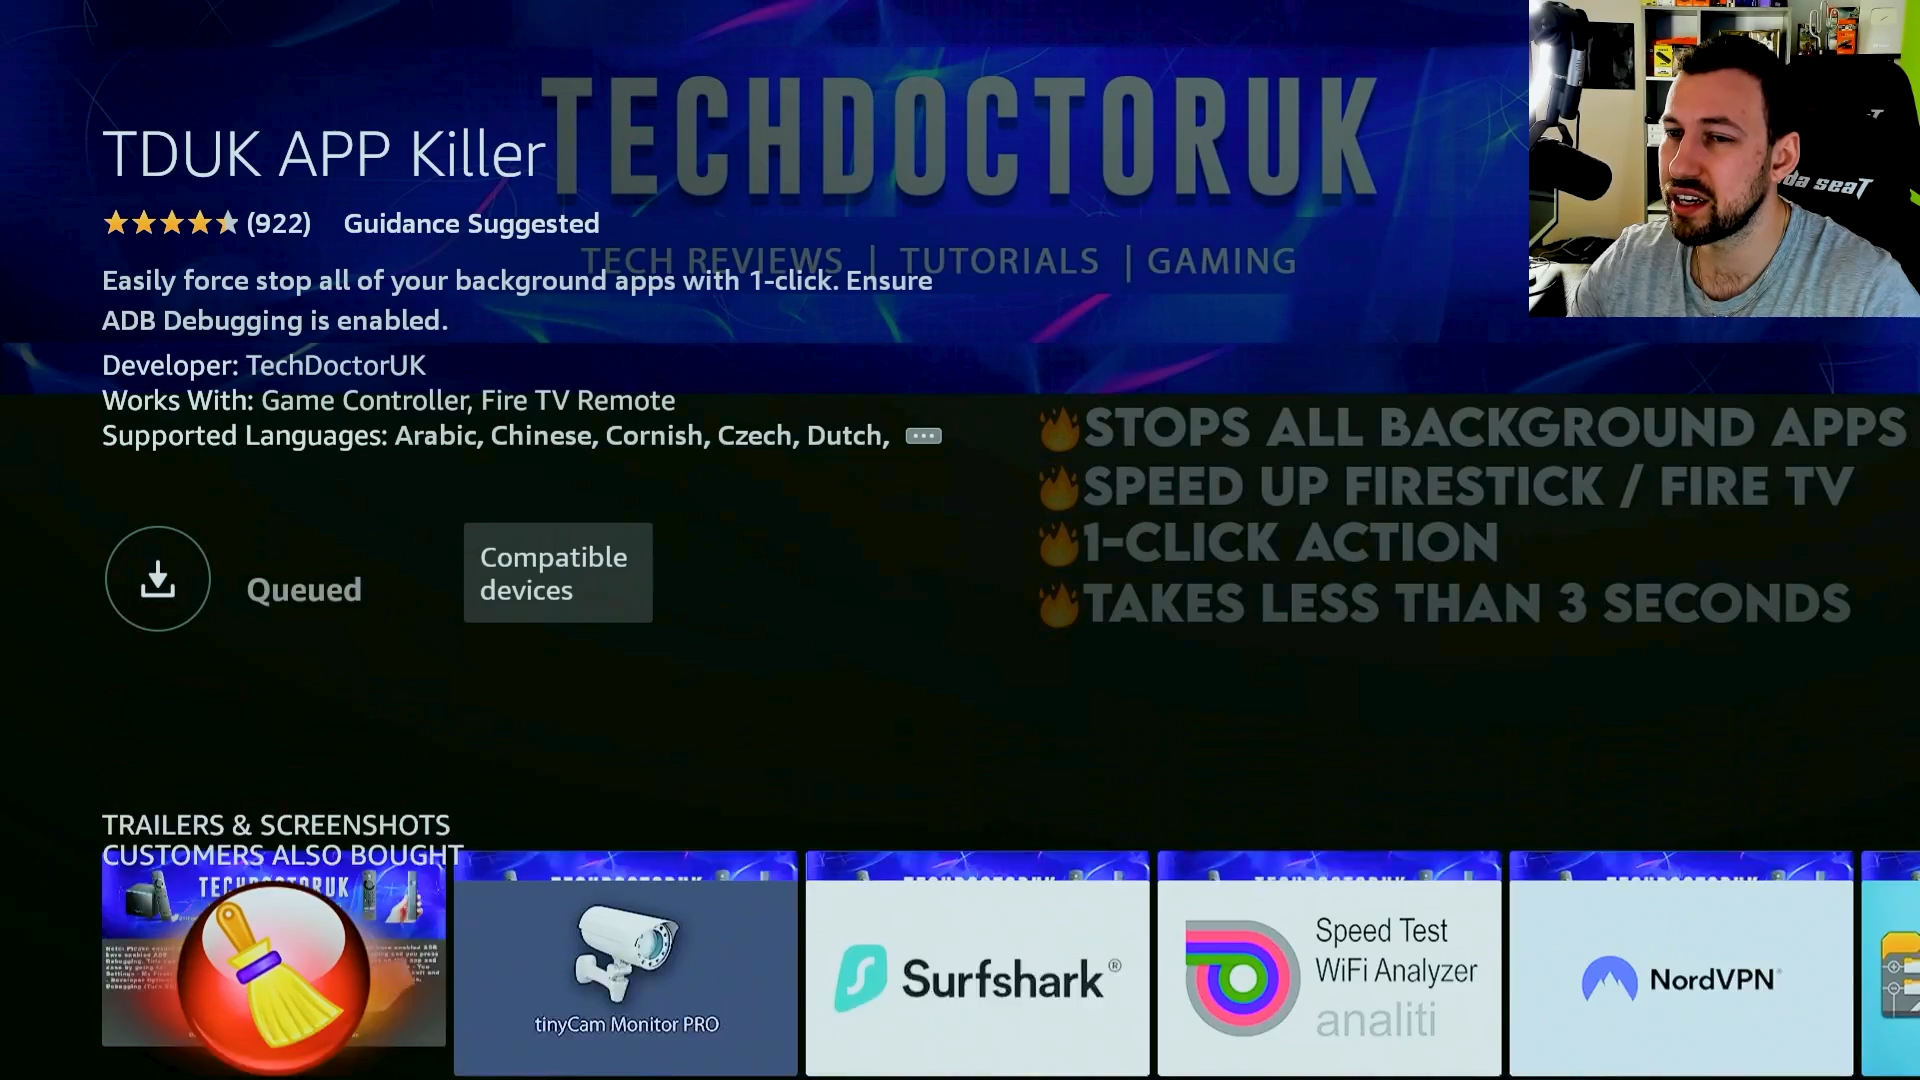 TECHDOCTORUK
TECH REVIEWS | TUTORIALS | GAMING
TDUK APP Killer
(922) Guidance Suggested
Easily force stop all of your background apps with 1-click. Ensure
ADB Debugging is enabled.
Developer: TechDoctorUK
Works With: Game Controller, Fire TV Remote
Supported Languages: Arabic, Chinese, Cornish, Czech, Dutch,
STOPS ALL BACKGROUND APPS
SPEED UP FIRESTICK / FIRE TV
1-CLICK ACTION
TAKES LESS THAN 3 SECONDS
Queued
Compatible
devices
TRAILERS & SCREENSHOTS
CUSTOMERS ALSO BOUGHT
tinyCam Monitor PRO
Surfshark®
Speed Test
WiFi Analyzer
analiti
NordVPN®